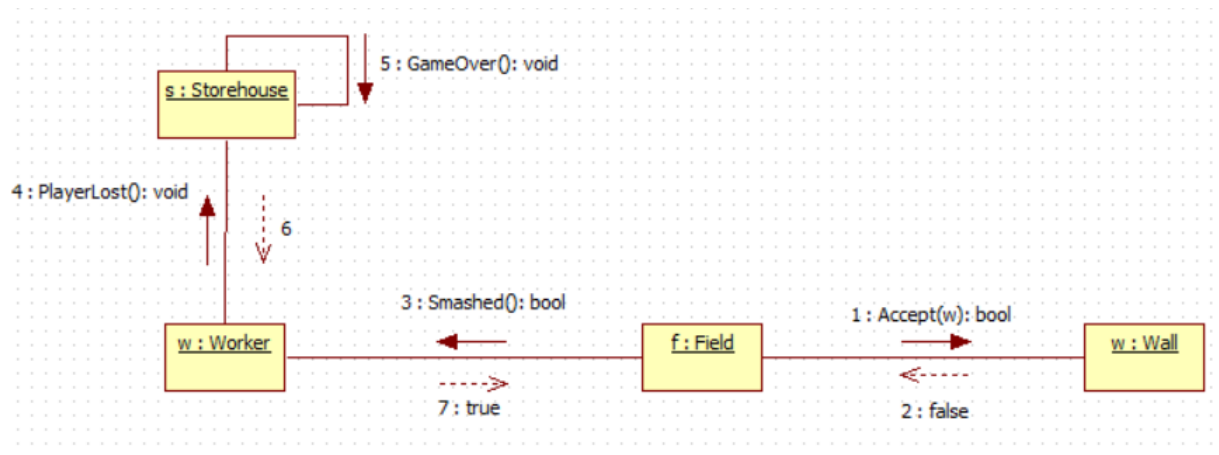 5 : GameOver(): void
s : Storehouse
4 : PlayerLost(): void
6
3 : Smashed(): bool
1 : Accept(w): bool
w : Worker
f : Field
w : Wall
7 : true
2 : false